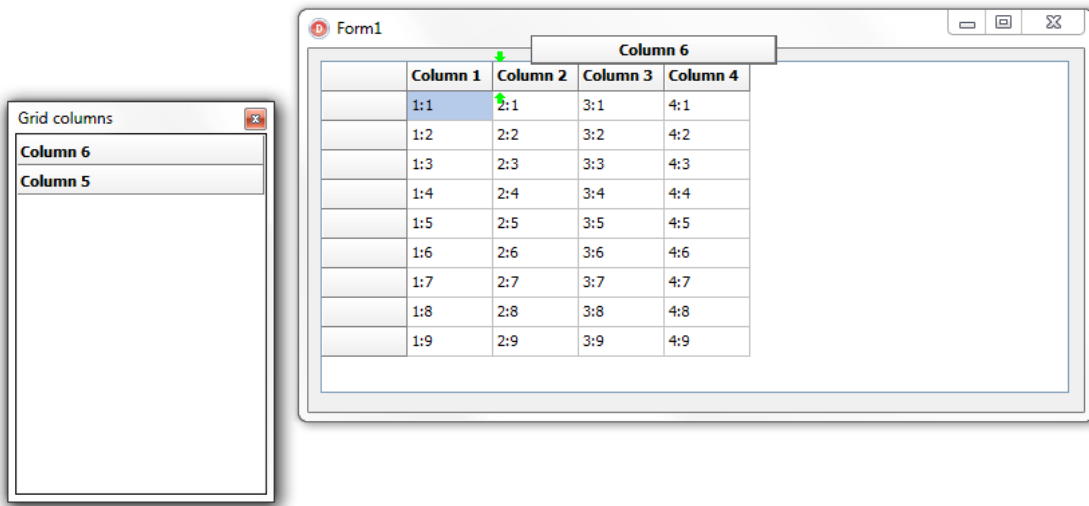 Form1
Column 6
Column 1 Column 2 Column 3 Column 4
1:1 2:1 3:1 4:1
1:2 2:2 3:2 4:2
1:3 2:3 3:3 4:3
1:4 2:4 3:4 4:4
1:5 2:5 3:5 4:5
1:6 2:6 3:6 4:6
1:7 2:7 3:7 4:7
1:8 2:8 3:8 4:8
1:9 2:9 3:9 4:9
Grid columns
Column 6
Column 5